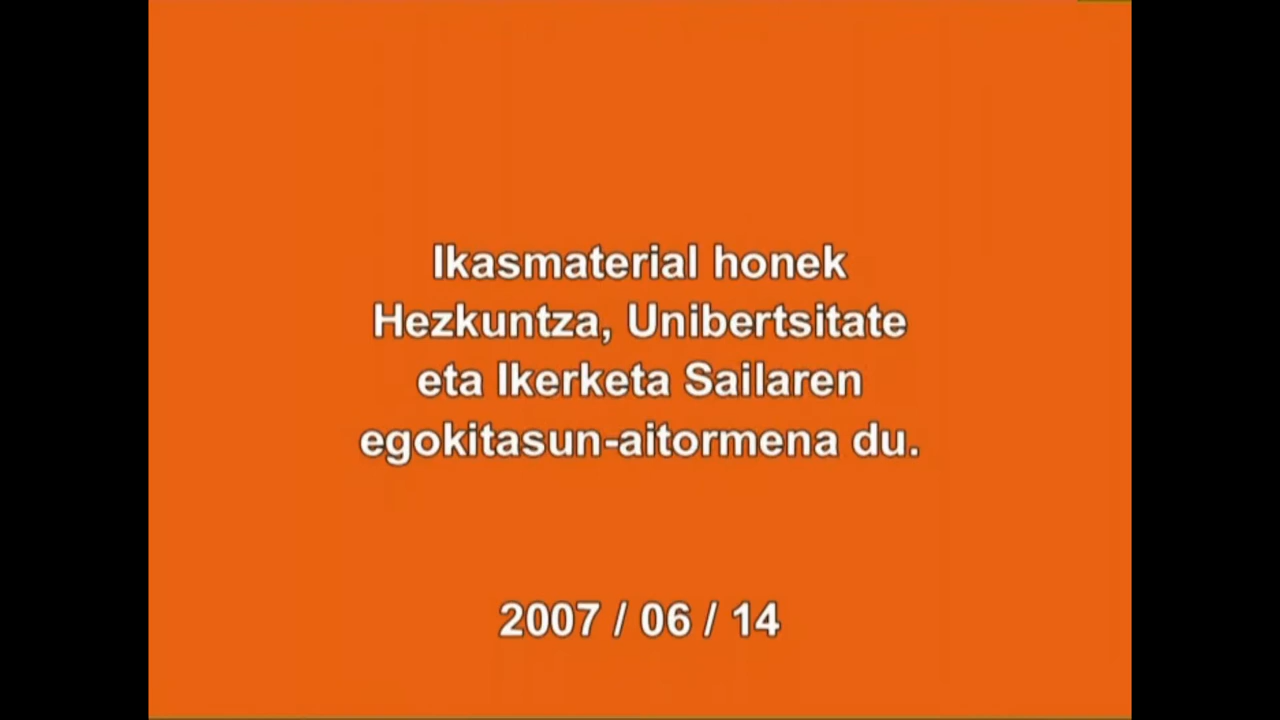 Ikasmaterial honek
Hezkuntza, Unibertsitate
eta Ikerketa Sailaren
egokitasun-aitormena du.
2007 / 06 / 14